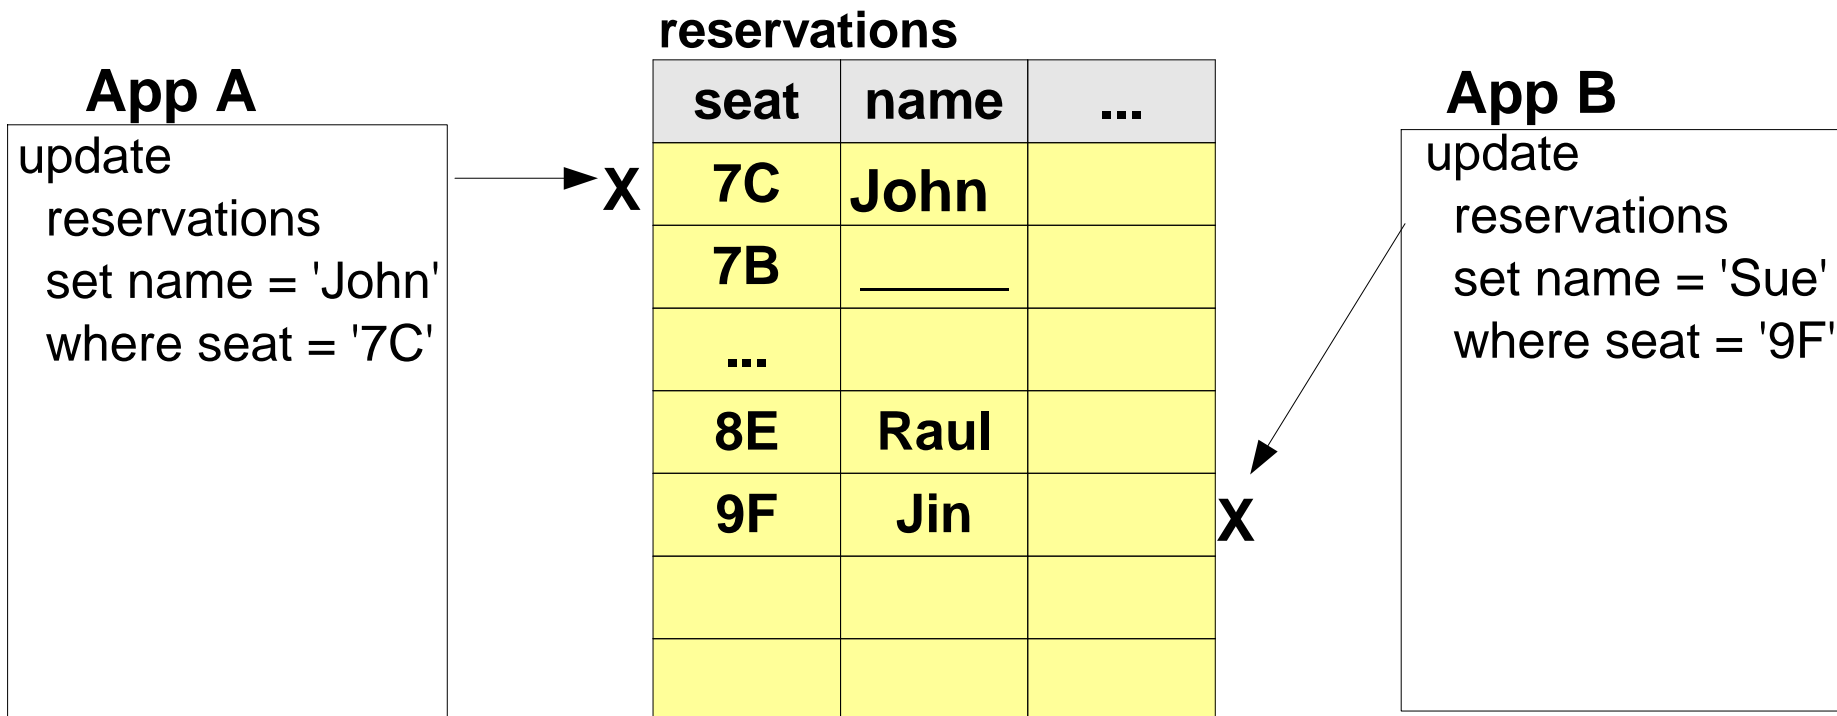 reservations
App A
update
reservations
set name = 'John'
where seat = '7C'
X
seat name ...
7C John
7B ______
...
8E Raul
9F Jin
X
App B
update
reservations
set name = 'Sue'
where seat = '9F'